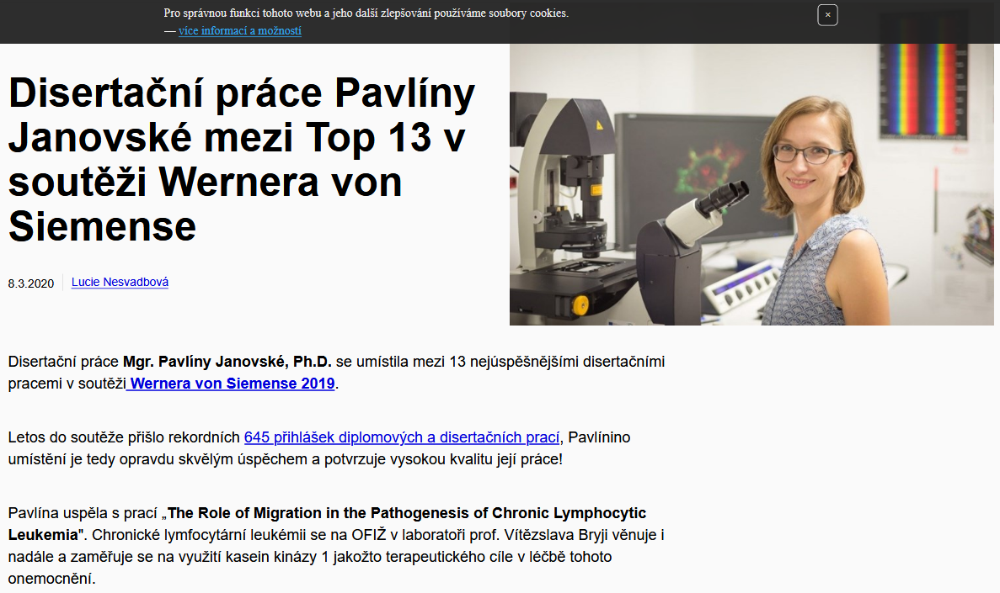 Pro správnou funkci tohoto webu a jeho další zlepšování používáme soubory cookies.
— více informací a možností
×
Disertační práce Pavlíny
Janovské mezi Top 13 v
soutěži Wernera von
Siemense
8.3.2020 Lucie Nesvadbová
Disertační práce Mgr. Pavlíny Janovské, Ph.D. se umístila mezi 13 nejúspěšnějšími disertačními
pracemi v soutěži Wernera von Siemense 2019.
Letos do soutěže přišlo rekordních 645 přihlášek diplomových a disertačních prací, Pavlínino
umístění je tedy opravdu skvělým úspěchem a potvrzuje vysokou kvalitu její práce!
Pavlína uspěla s prací „The Role of Migration in the Pathogenesis of Chronic Lymphocytic
Leukemia". Chronické lymfocytární leukémii se na OFIŽ v laboratoři prof. Vítězslava Bryji věnuje i
nadále a zaměřuje se na využití kasein kinázy 1 jakožto terapeutického cíle v léčbě tohoto
onemocnění.